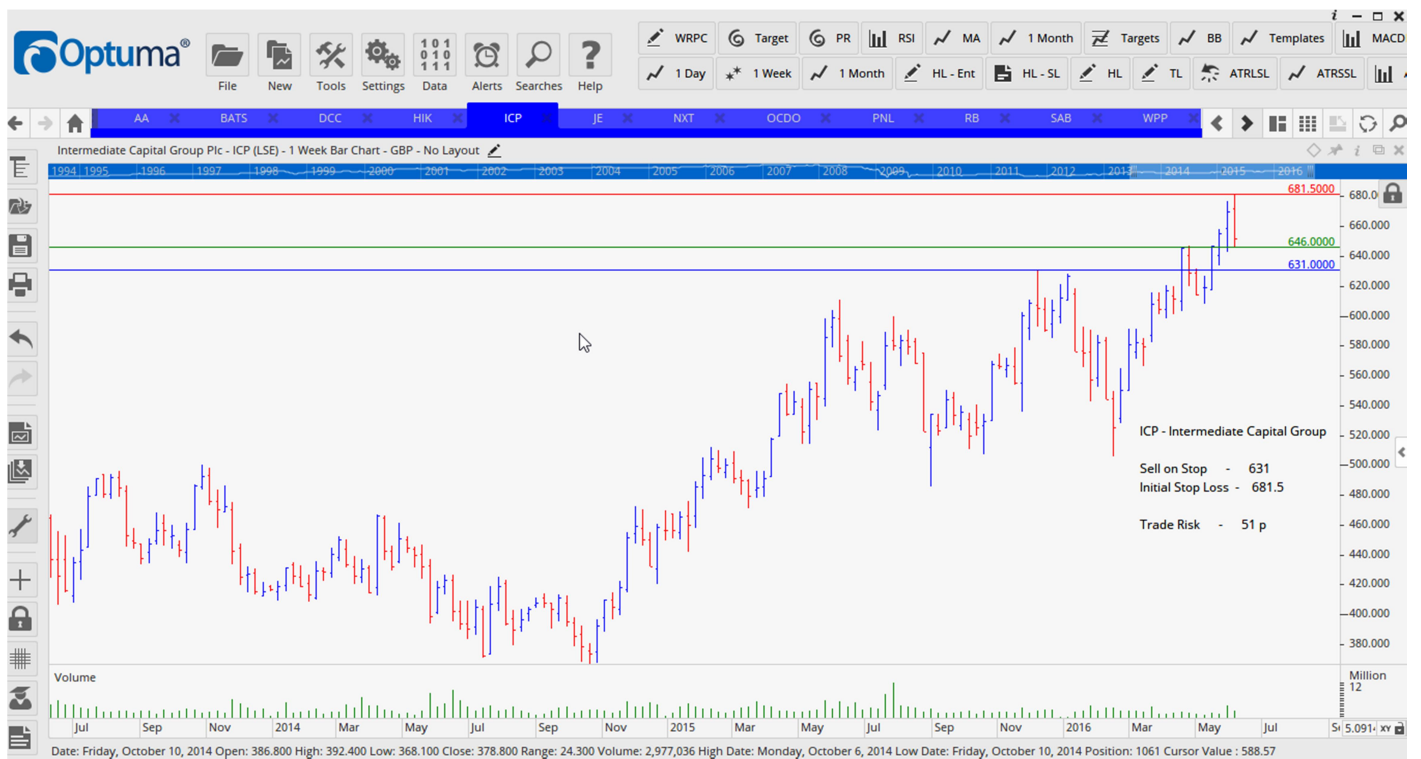 Optuma®
File
New
Tools
Settings
101 010 111
Data
Alerts
Searches
?
Help
i
WRPC
Target
PR
RSI
MA
1 Month
Targets
BB
Templates
MACD
1 Day
1 Week
1 Month
HL - Ent
HL - SL
HL
TL
ATRLSL
ATRSSL
AA
BATS
DCC
HIK
ICP
JE
NXT
OCDO
PNL
RB
SAB
WPP
Intermediate Capital Group Plc - ICP (LSE) - 1 Week Bar Chart - GBP - No Layout
1994 1995 1996 1997 1998 1999 2000 2001 2002 2003 2004 2005 2006 2007 2008 2009 2010 2011 2012 2013 2014 2015 2016
681.5000
680.0
660.000
646.0000
640.000
631.0000
620.000
600.000
580.000
560.000
540.000
520.000
500.000
480.000
460.000
440.000
420.000
400.000
380.000
ICP - Intermediate Capital Group
Sell on Stop - 631
Initial Stop Loss - 681.5
Trade Risk - 51 p
Volume
Million
12
Jul Sep Nov 2014 Mar May Jul Sep Nov 2015 Mar May Jul Sep Nov 2016 Mar May Jul
5.091 XY
Date: Friday, October 10, 2014 Open: 386.800 High: 392.400 Low: 368.100 Close: 378.800 Range: 24.300 Volume: 2,977,036 High Date: Monday, October 6, 2014 Low Date: Friday, October 10, 2014 Position: 1061 Cursor Value : 588.57